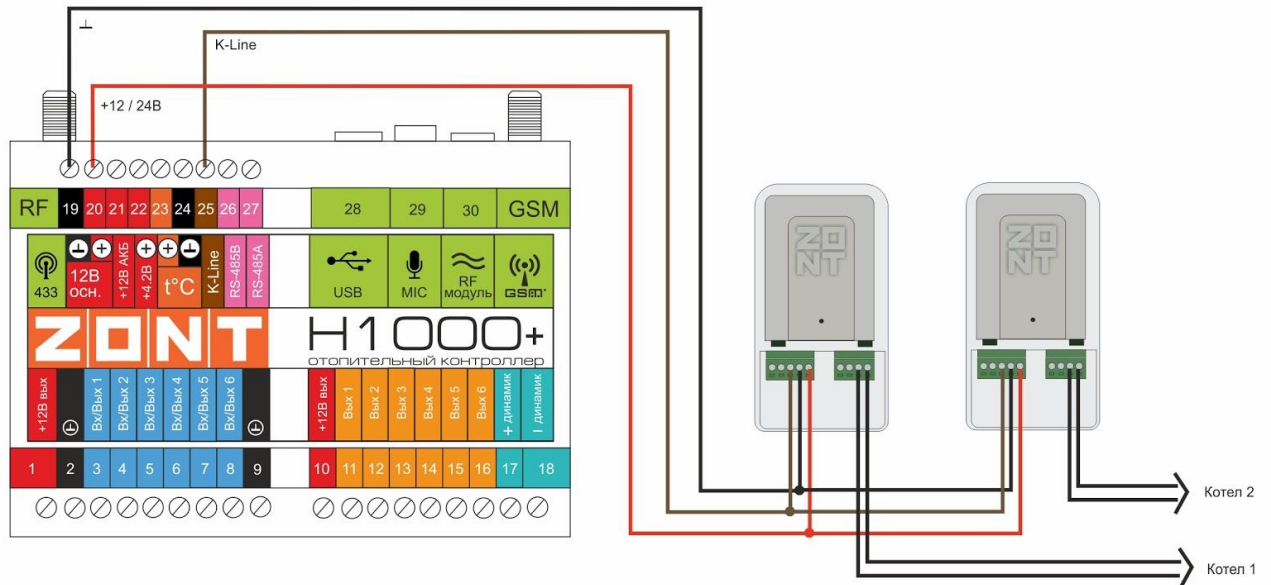 ⊥
K-Line
+12 / 24В
RF 19 20 21 22 23 24 25 26 27 28 29 30 GSM
433
12В
осн.
+12В АКБ
+4.2В
t°C
K-Line
RS-485B
RS-485A
USB
MIC
RF
модуль
GSM
ZONT
H1000+
отопительный контроллер
+12В вых
Вх/Вых 1
Вх/Вых 2
Вх/Вых 3
Вх/Вых 4
Вх/Вых 5
Вх/Вых 6
+12В вых
Вых 1
Вых 2
Вых 3
Вых 4
Вых 5
Вых 6
+ динамик
– динамик
1 2 3 4 5 6 7 8 9 10 11 12 13 14 15 16 17 18
ZO
NT
ZO
NT
Котел 2
Котел 1